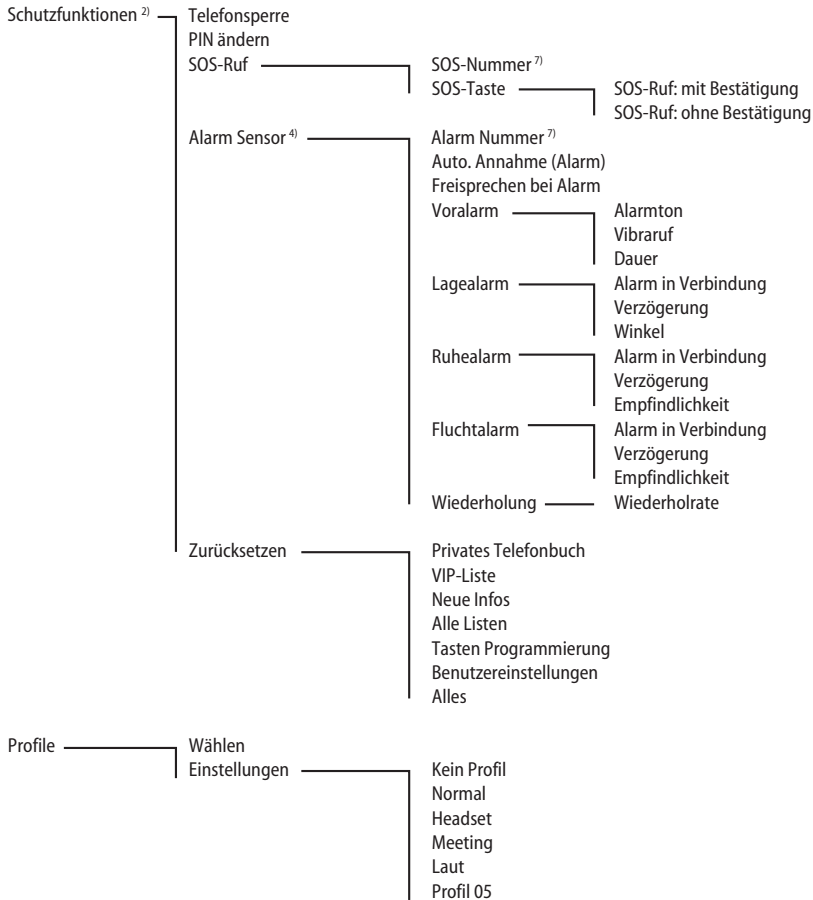 Schutzfunktionen 2) Telefonsperre
PIN ändern
SOS-Ruf SOS-Nummer 7)
SOS-Taste SOS-Ruf: mit Bestätigung
SOS-Ruf: ohne Bestätigung
Alarm Sensor 4) Alarm Nummer 7)
Auto. Annahme (Alarm)
Freisprechen bei Alarm
Voralarm Alarmton
Vibraruf
Dauer
Lagealarm Alarm in Verbindung
Verzögerung
Winkel
Ruhealarm Alarm in Verbindung
Verzögerung
Empfindlichkeit
Fluchtalarm Alarm in Verbindung
Verzögerung
Empfindlichkeit
Wiederholung Wiederholrate
Zurücksetzen Privates Telefonbuch
VIP-Liste
Neue Infos
Alle Listen
Tasten Programmierung
Benutzereinstellungen
Alles
Profile Wählen
Einstellungen Kein Profil
Normal
Headset
Meeting
Laut
Profil 05